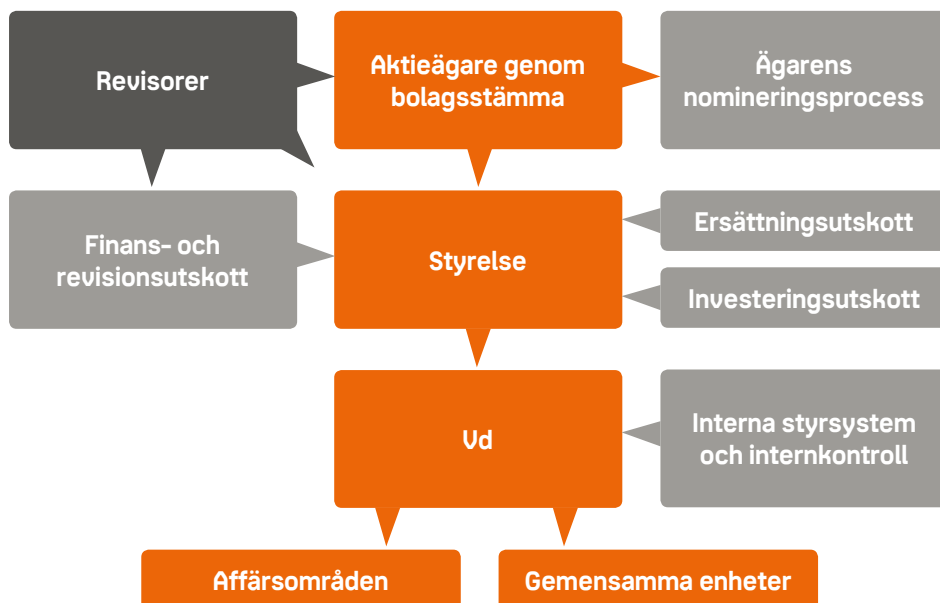 Revisorer
Aktieägare genom
bolagsstämma
Ägarens
nomineringsprocess
Finans- och
revisionsutskott
Styrelse
Ersättningsutskott
Investeringsutskott
Vd
Interna styrsystem
och internkontroll
Affärsområden
Gemensamma enheter